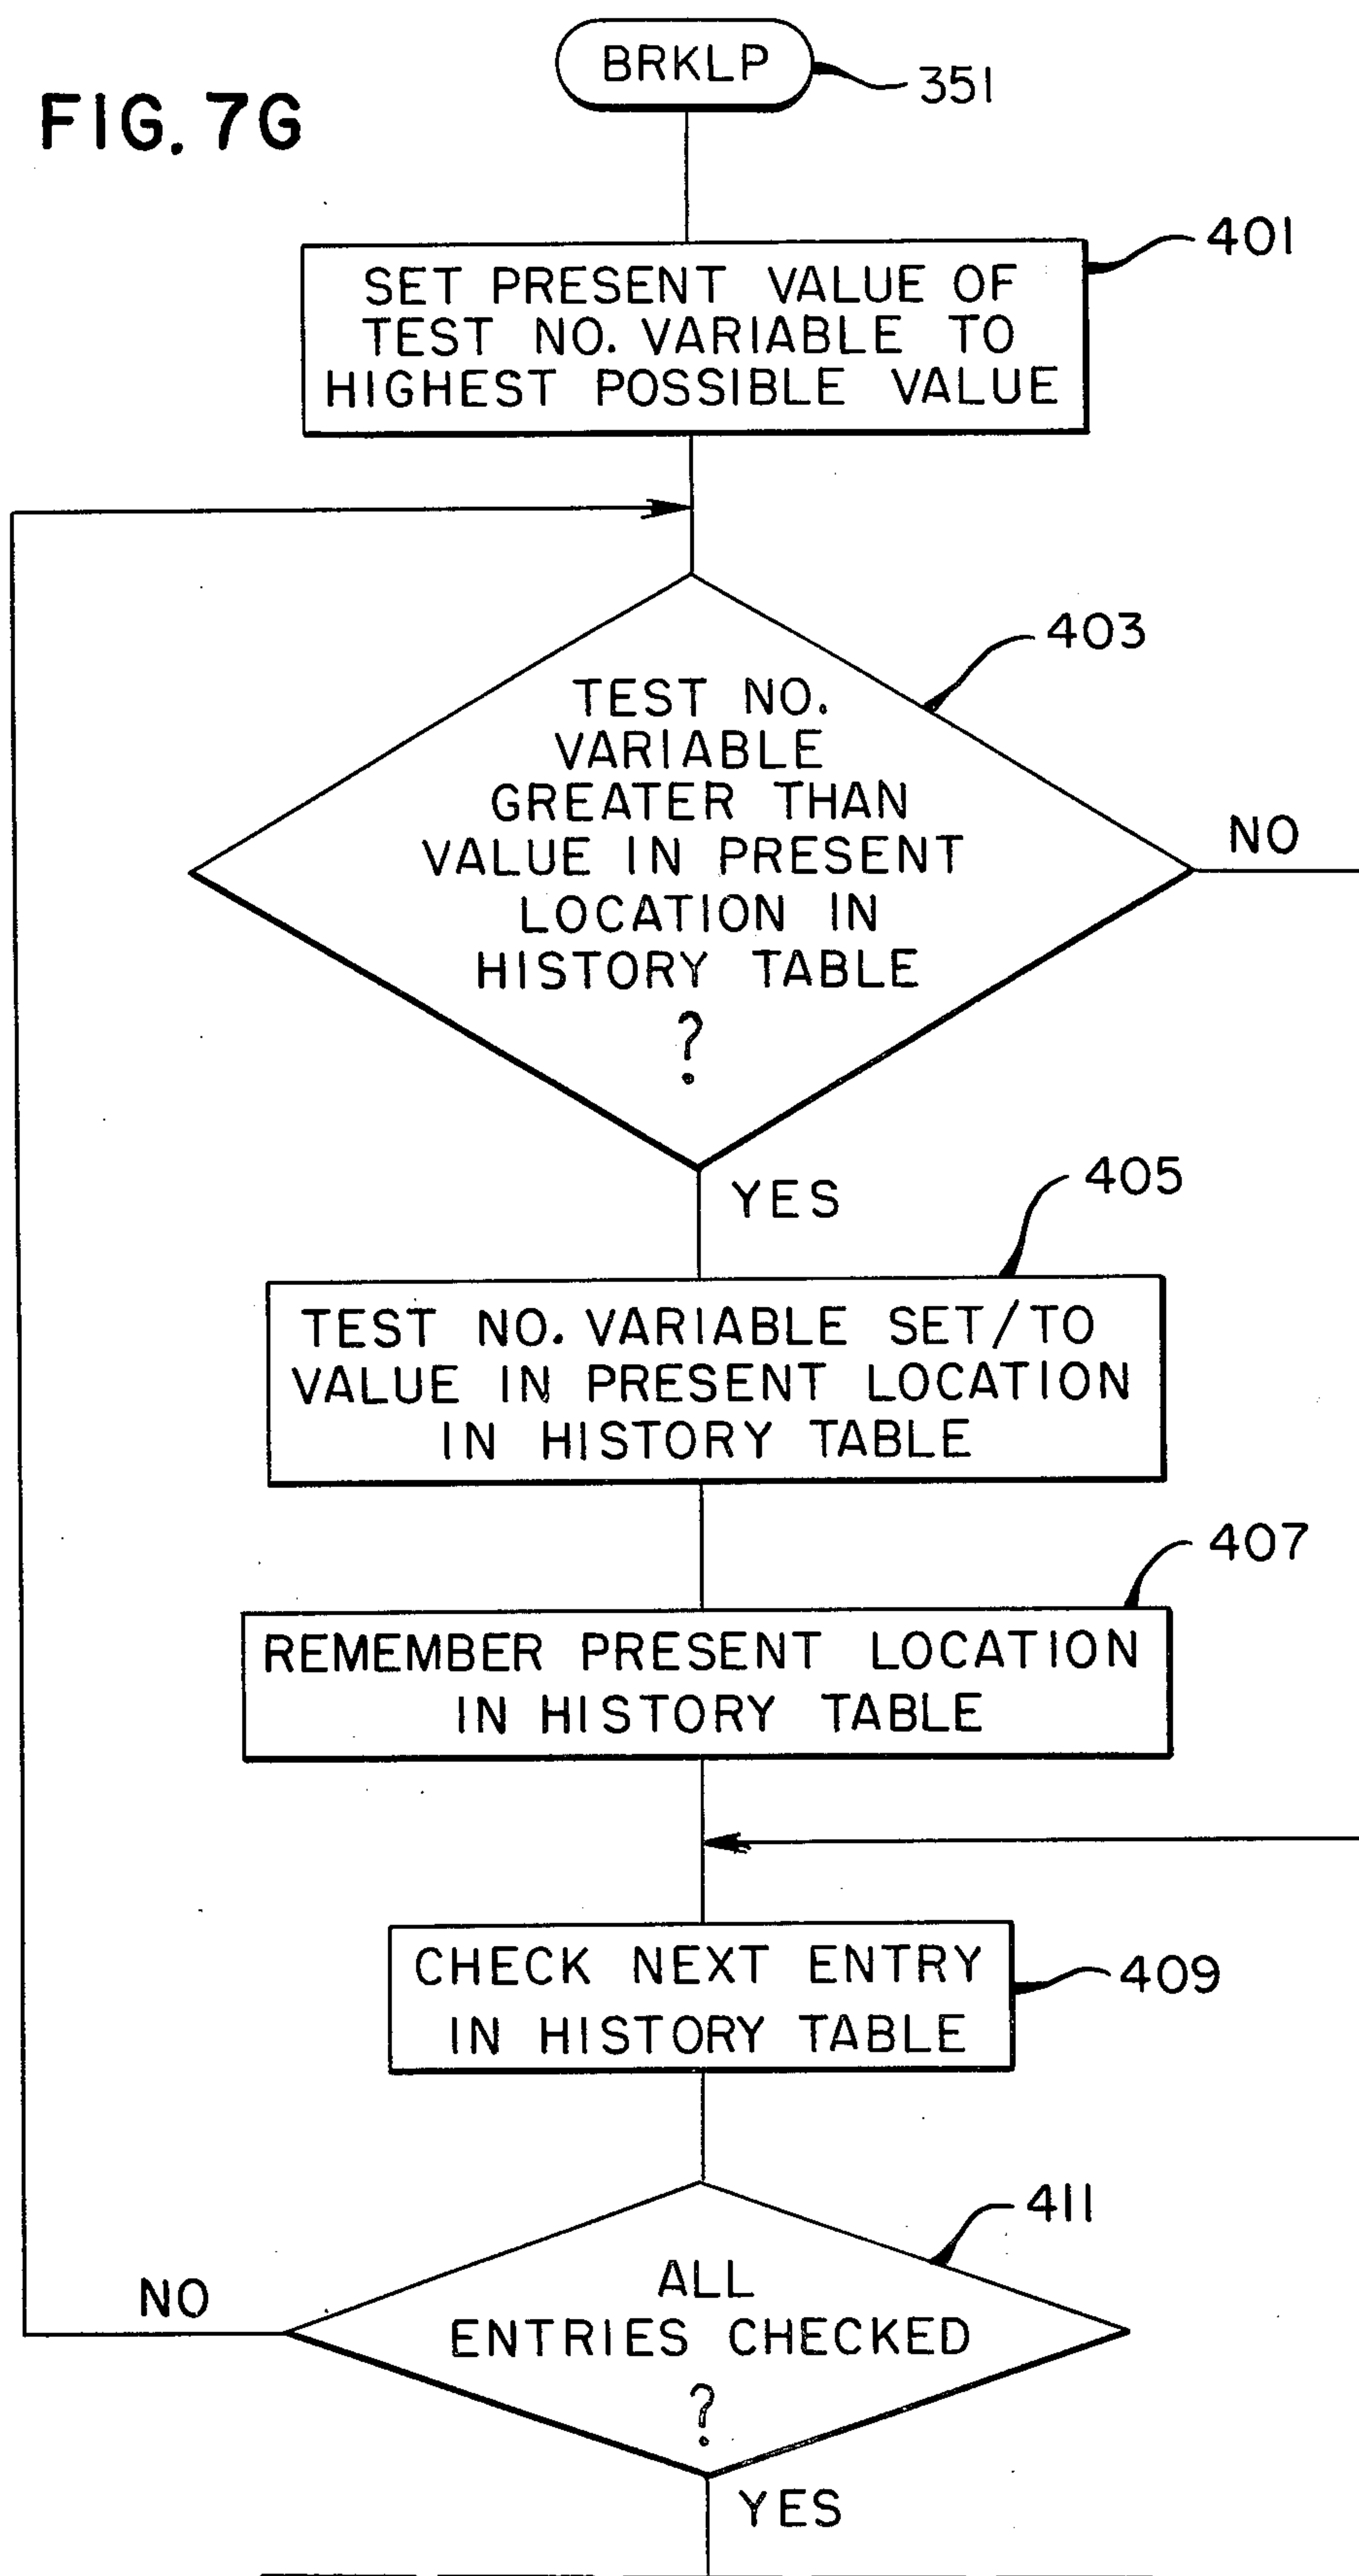 BRKLP
351
FIG. 7G
401
SET PRESENT VALUE OF
TEST NO. VARIABLE TO
HIGHEST POSSIBLE VALUE
403
TEST NO.
VARIABLE
GREATER THAN
VALUE IN PRESENT
LOCATION IN
HISTORY TABLE
?
NO
YES
405
TEST NO. VARIABLE SET/TO
VALUE IN PRESENT LOCATION
IN HISTORY TABLE
407
REMEMBER PRESENT LOCATION
IN HISTORY TABLE
CHECK NEXT ENTRY
IN HISTORY TABLE
409
411
ALL
ENTRIES CHECKED
?
NO
YES